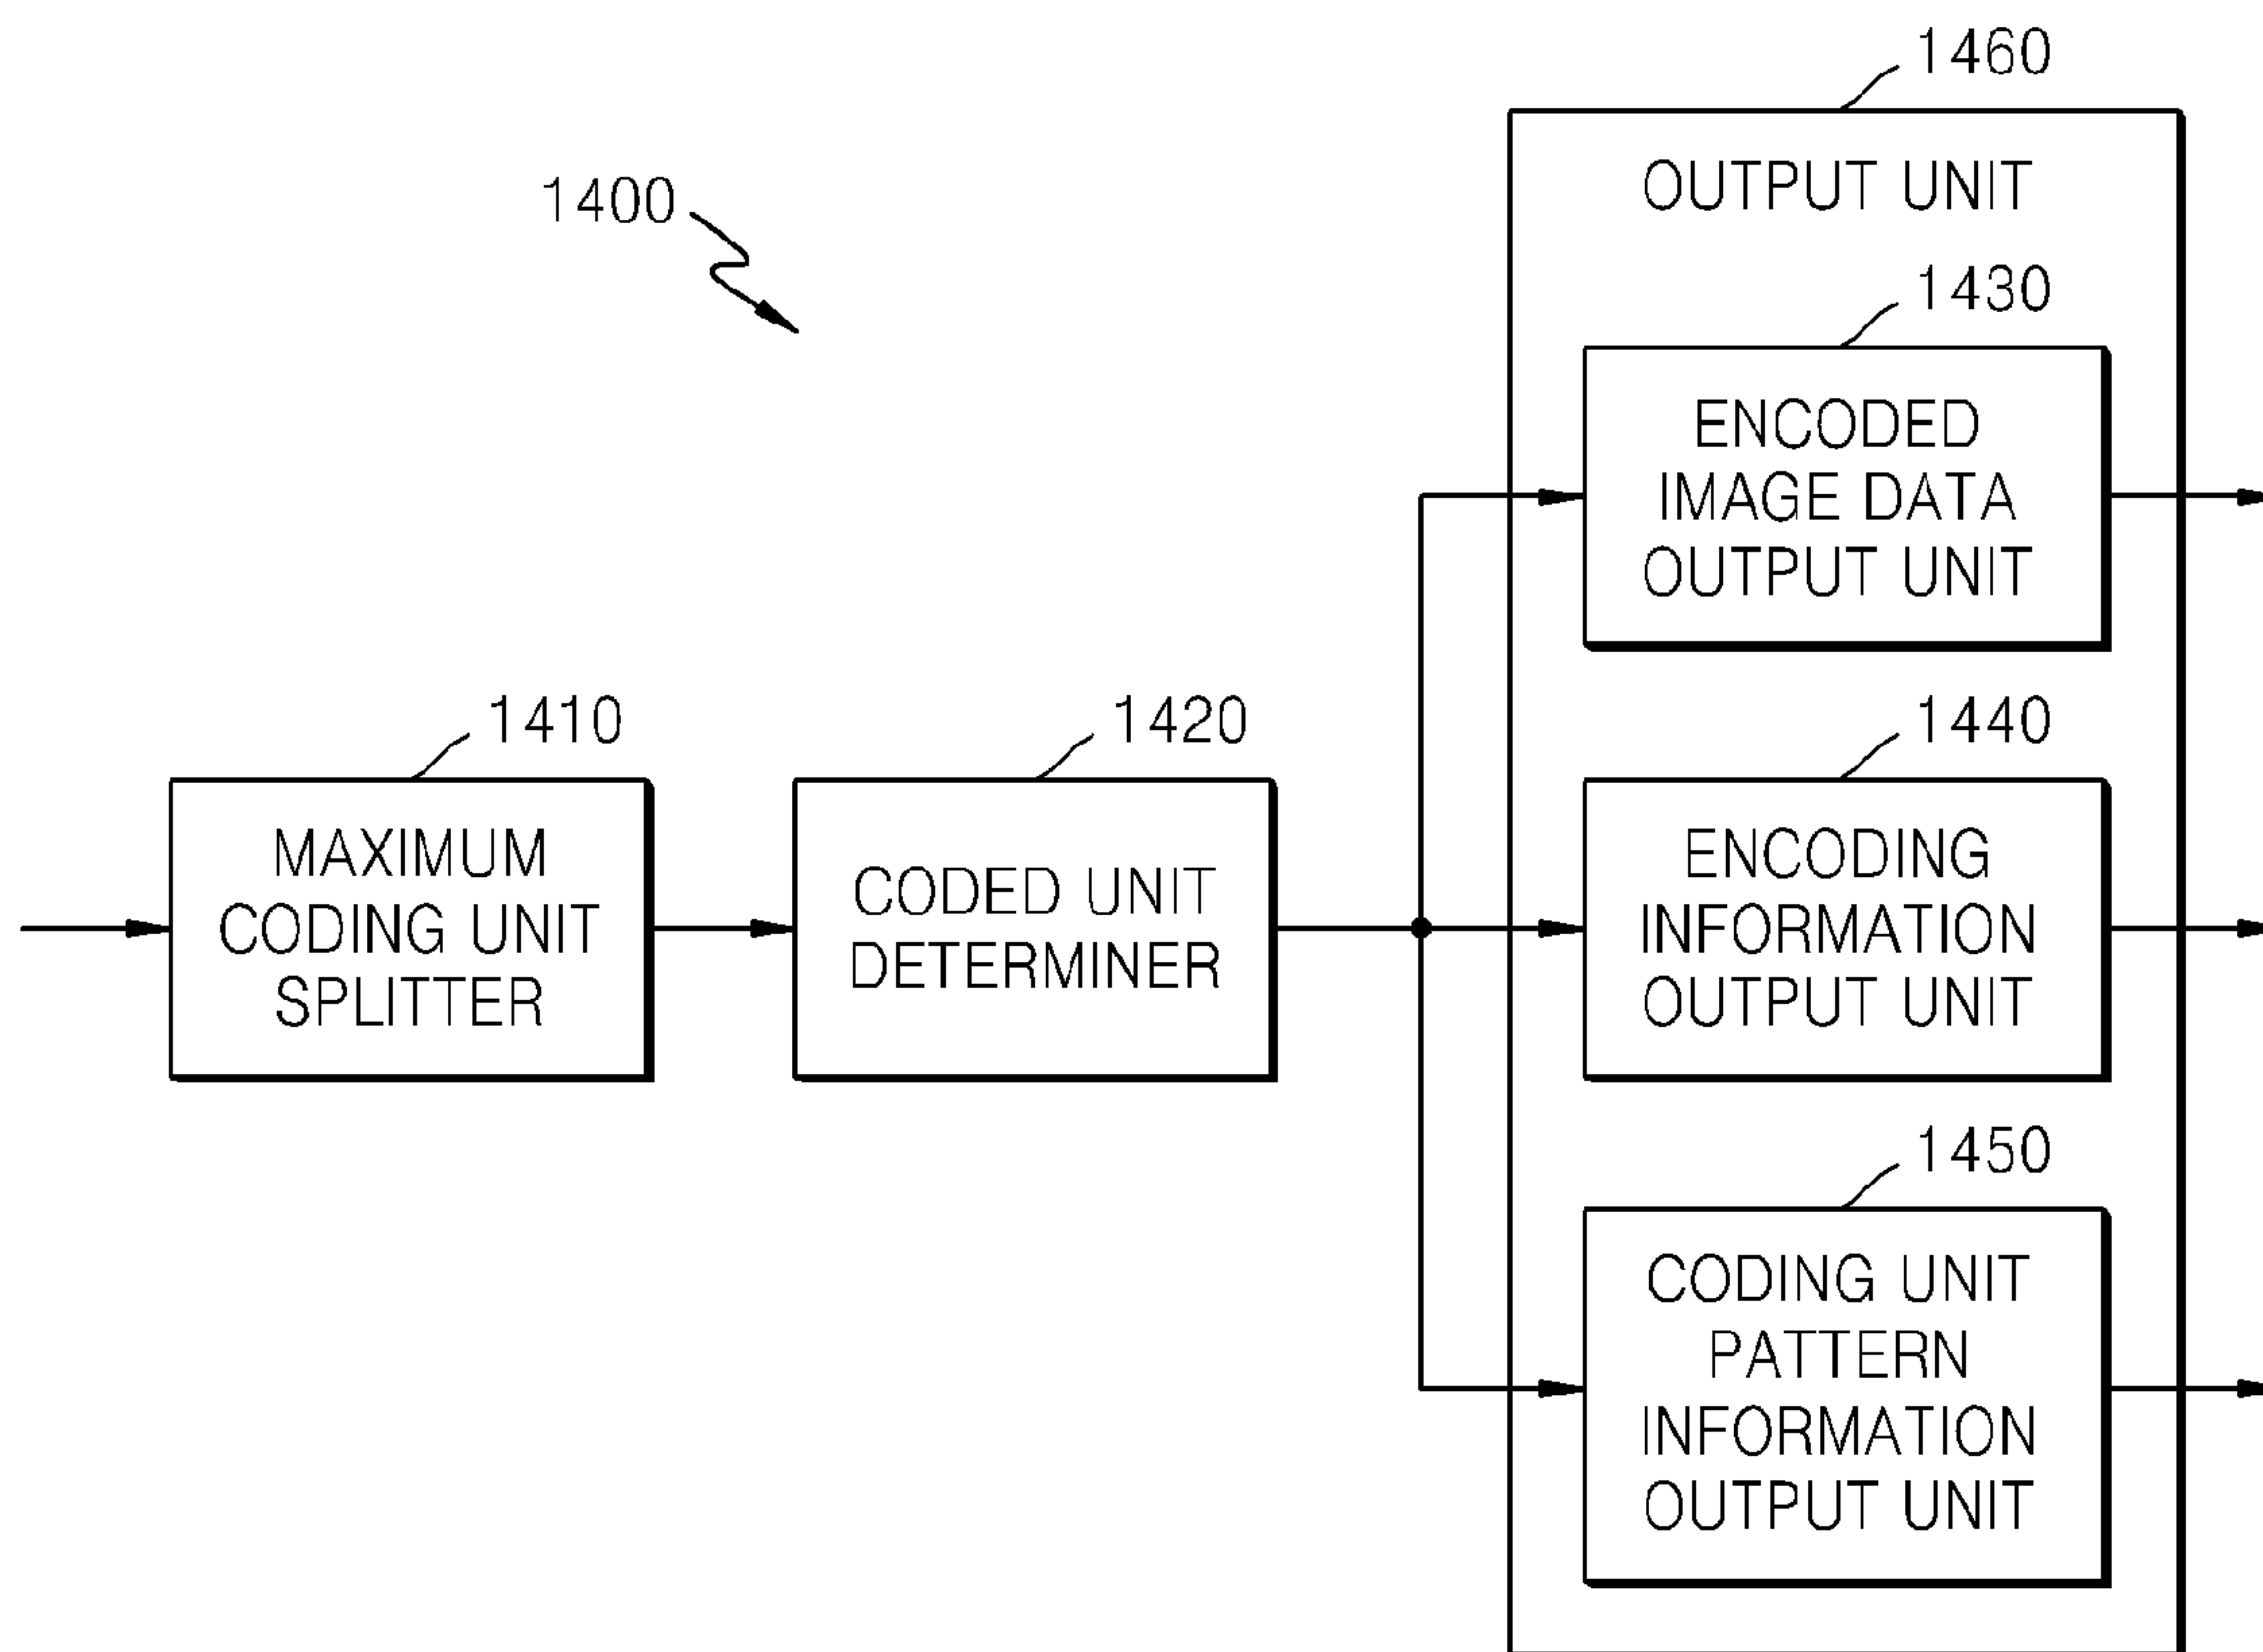 1460
OUTPUT UNIT
1400
1430
ENCODED
IMAGE DATA
OUTPUT UNIT
1410
MAXIMUM
CODING UNIT
SPLITTER
1420
CODED UNIT
DETERMINER
1440
ENCODING
INFORMATION
OUTPUT UNIT
1450
CODING UNIT
PATTERN
INFORMATION
OUTPUT UNIT